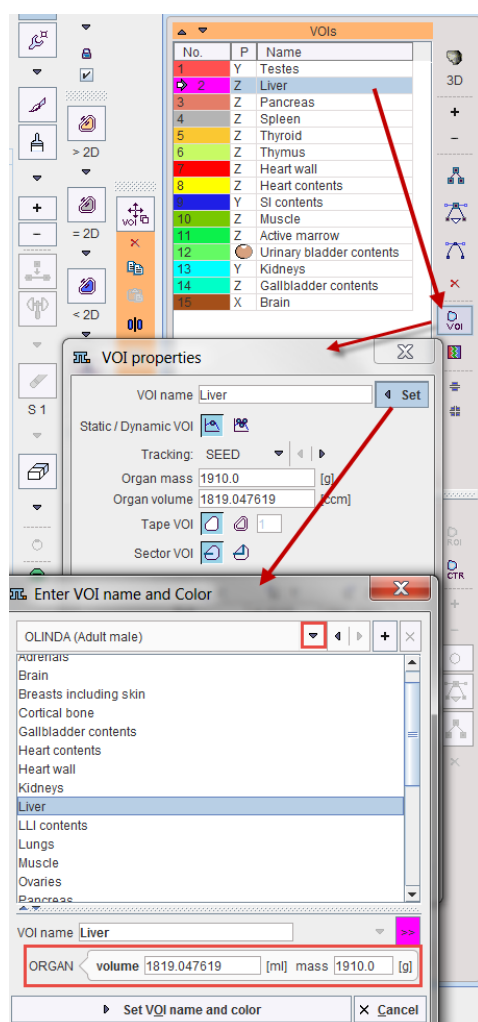 VOIs
No. P Name
1 Y Testes
2 Z Liver
3 Z Pancreas
4 Z Spleen
5 Z Thyroid
6 Z Thymus
7 Z Heart wall
8 Z Heart contents
9 Y SI contents
10 Z Muscle
11 Z Active marrow
12 Urinary bladder contents
13 Y Kidneys
14 Z Gallbladder contents
15 X Brain
> 2D
= 2D
< 2D
VOI
S 1
3D
VOI
ROI
CTR
VOI properties
VOI name Liver Set
Static / Dynamic VOI
Tracking: SEED
Organ mass 1910.0 [g]
Organ volume 1819.047619 [ccm]
Tape VOI 1
Sector VOI
Enter VOI name and Color
OLINDA (Adult male)
Adrenals
Brain
Breasts including skin
Cortical bone
Gallbladder contents
Heart contents
Heart wall
Kidneys
Liver
LLI contents
Lungs
Muscle
Ovaries
Pancreas
VOI name Liver >>
ORGAN volume 1819.047619 [ml] mass 1910.0 [g]
Set VOI name and color Cancel